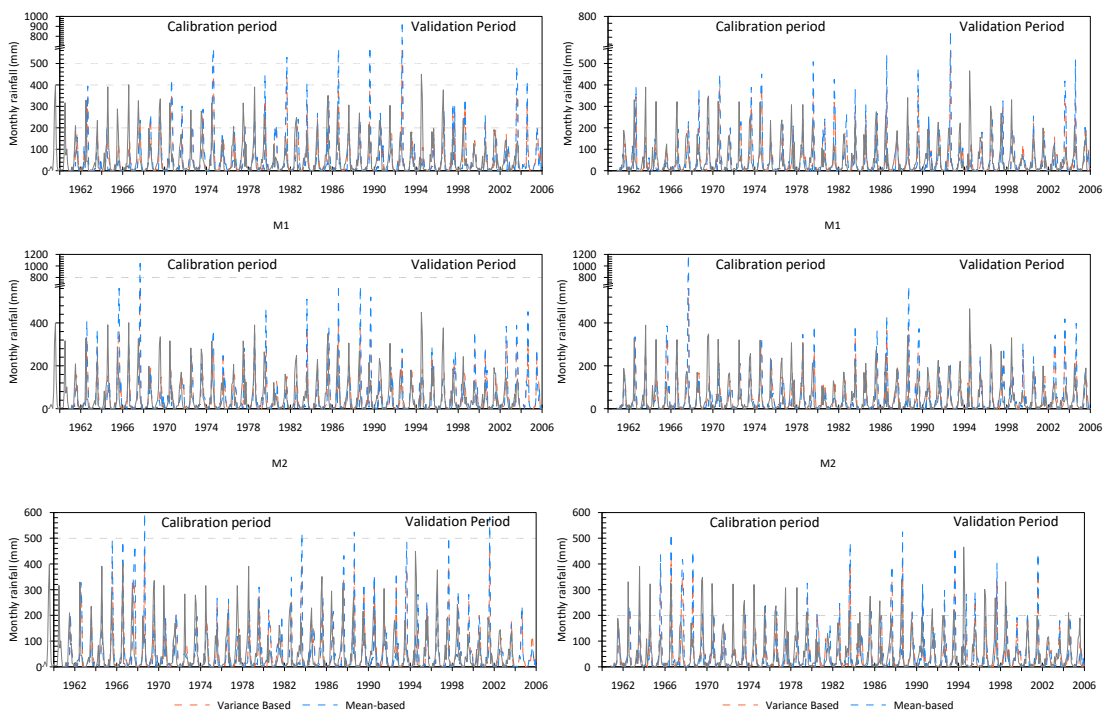 Monthly rainfall (mm)
1000
900
800
500
400
300
200
100
0
Calibration period
Validation Period
1962 1966 1970 1974 1978 1982 1986 1990 1994 1998 2002 2006
M1
Monthly rainfall (mm)
800
400
300
200
100
0
Calibration period
Validation Period
1962 1966 1970 1974 1978 1982 1986 1990 1994 1998 2002 2006
M1
Monthly rainfall (mm)
1200
1000
800
400
200
0
Calibration period
Validation Period
1962 1966 1970 1974 1978 1982 1986 1990 1994 1998 2002 2006
M2
Monthly rainfall (mm)
1200
1000
800
400
200
0
Calibration period
Validation Period
1962 1966 1970 1974 1978 1982 1986 1990 1994 1998 2002 2006
M2
Monthly rainfall (mm)
600
500
400
300
200
100
0
Calibration period
Validation Period
1962 1966 1970 1974 1978 1982 1986 1990 1994 1998 2002 2006
Variance Based Mean-based
Monthly rainfall (mm)
600
500
400
300
200
100
0
Calibration period
Validation Period
1962 1966 1970 1974 1978 1982 1986 1990 1994 1998 2002 2006
Variance Based Mean-based